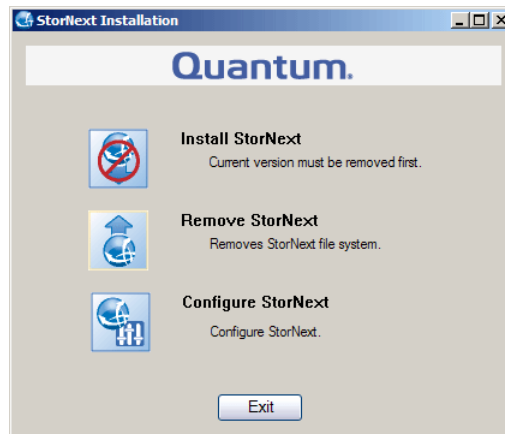 StorNext Installation
Quantum.
Install StorNext
Current version must be removed first.
Remove StorNext
Removes StorNext file system.
Configure StorNext
Configure StorNext.
Exit